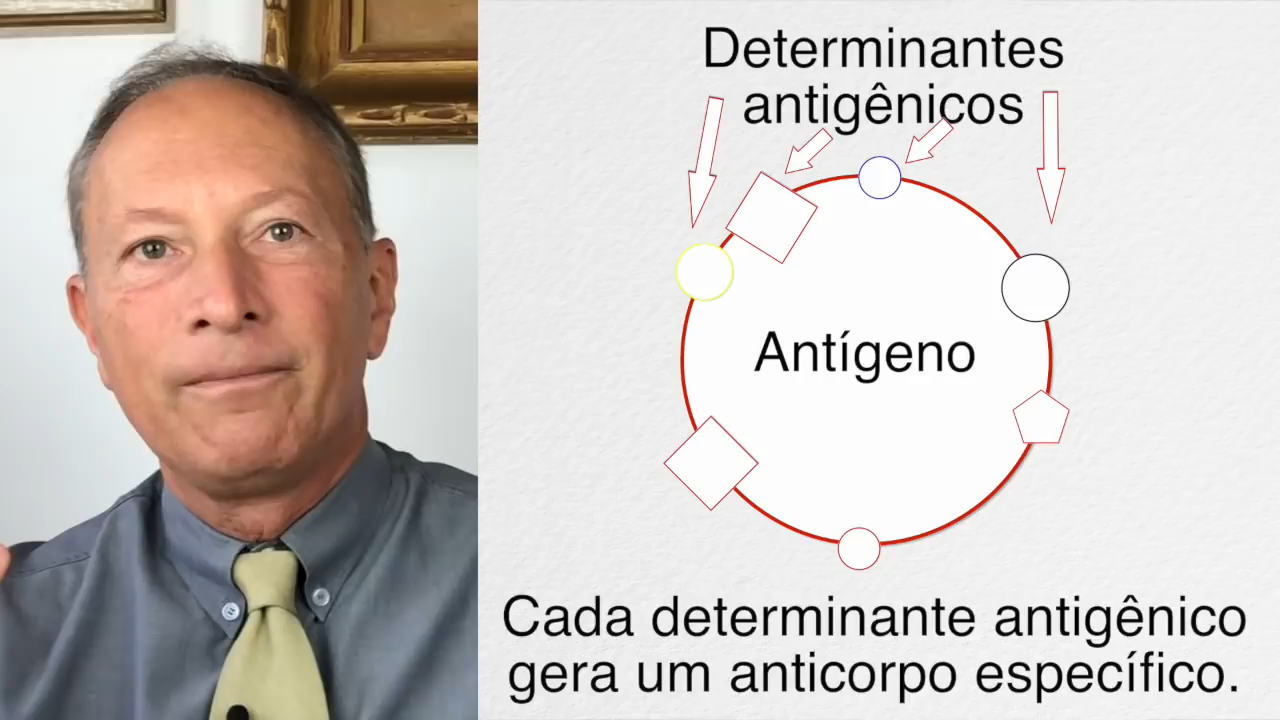 Determinantes
antigênicos
Antígeno
Cada determinante antigênico
gera um anticorpo específico.